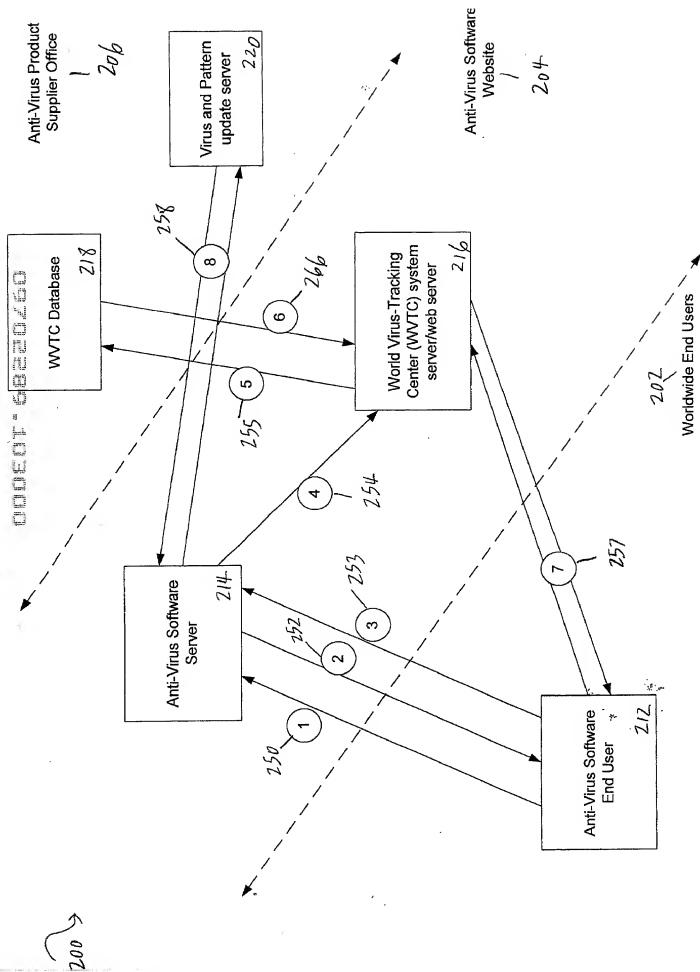 Anti-Virus Product
Supplier Office
206
WVTC Database
218
Virus and Pattern
update server
220
258
8
6
266
5
255
Anti-Virus Software
Website
204
World Virus-Tracking
Center (WVTC) system
server/web server
216
Anti-Virus Software
Server
214
4
254
253
3
252
2
250
1
7
257
202
Worldwide End Users
Anti-Virus Software
End User
212
200